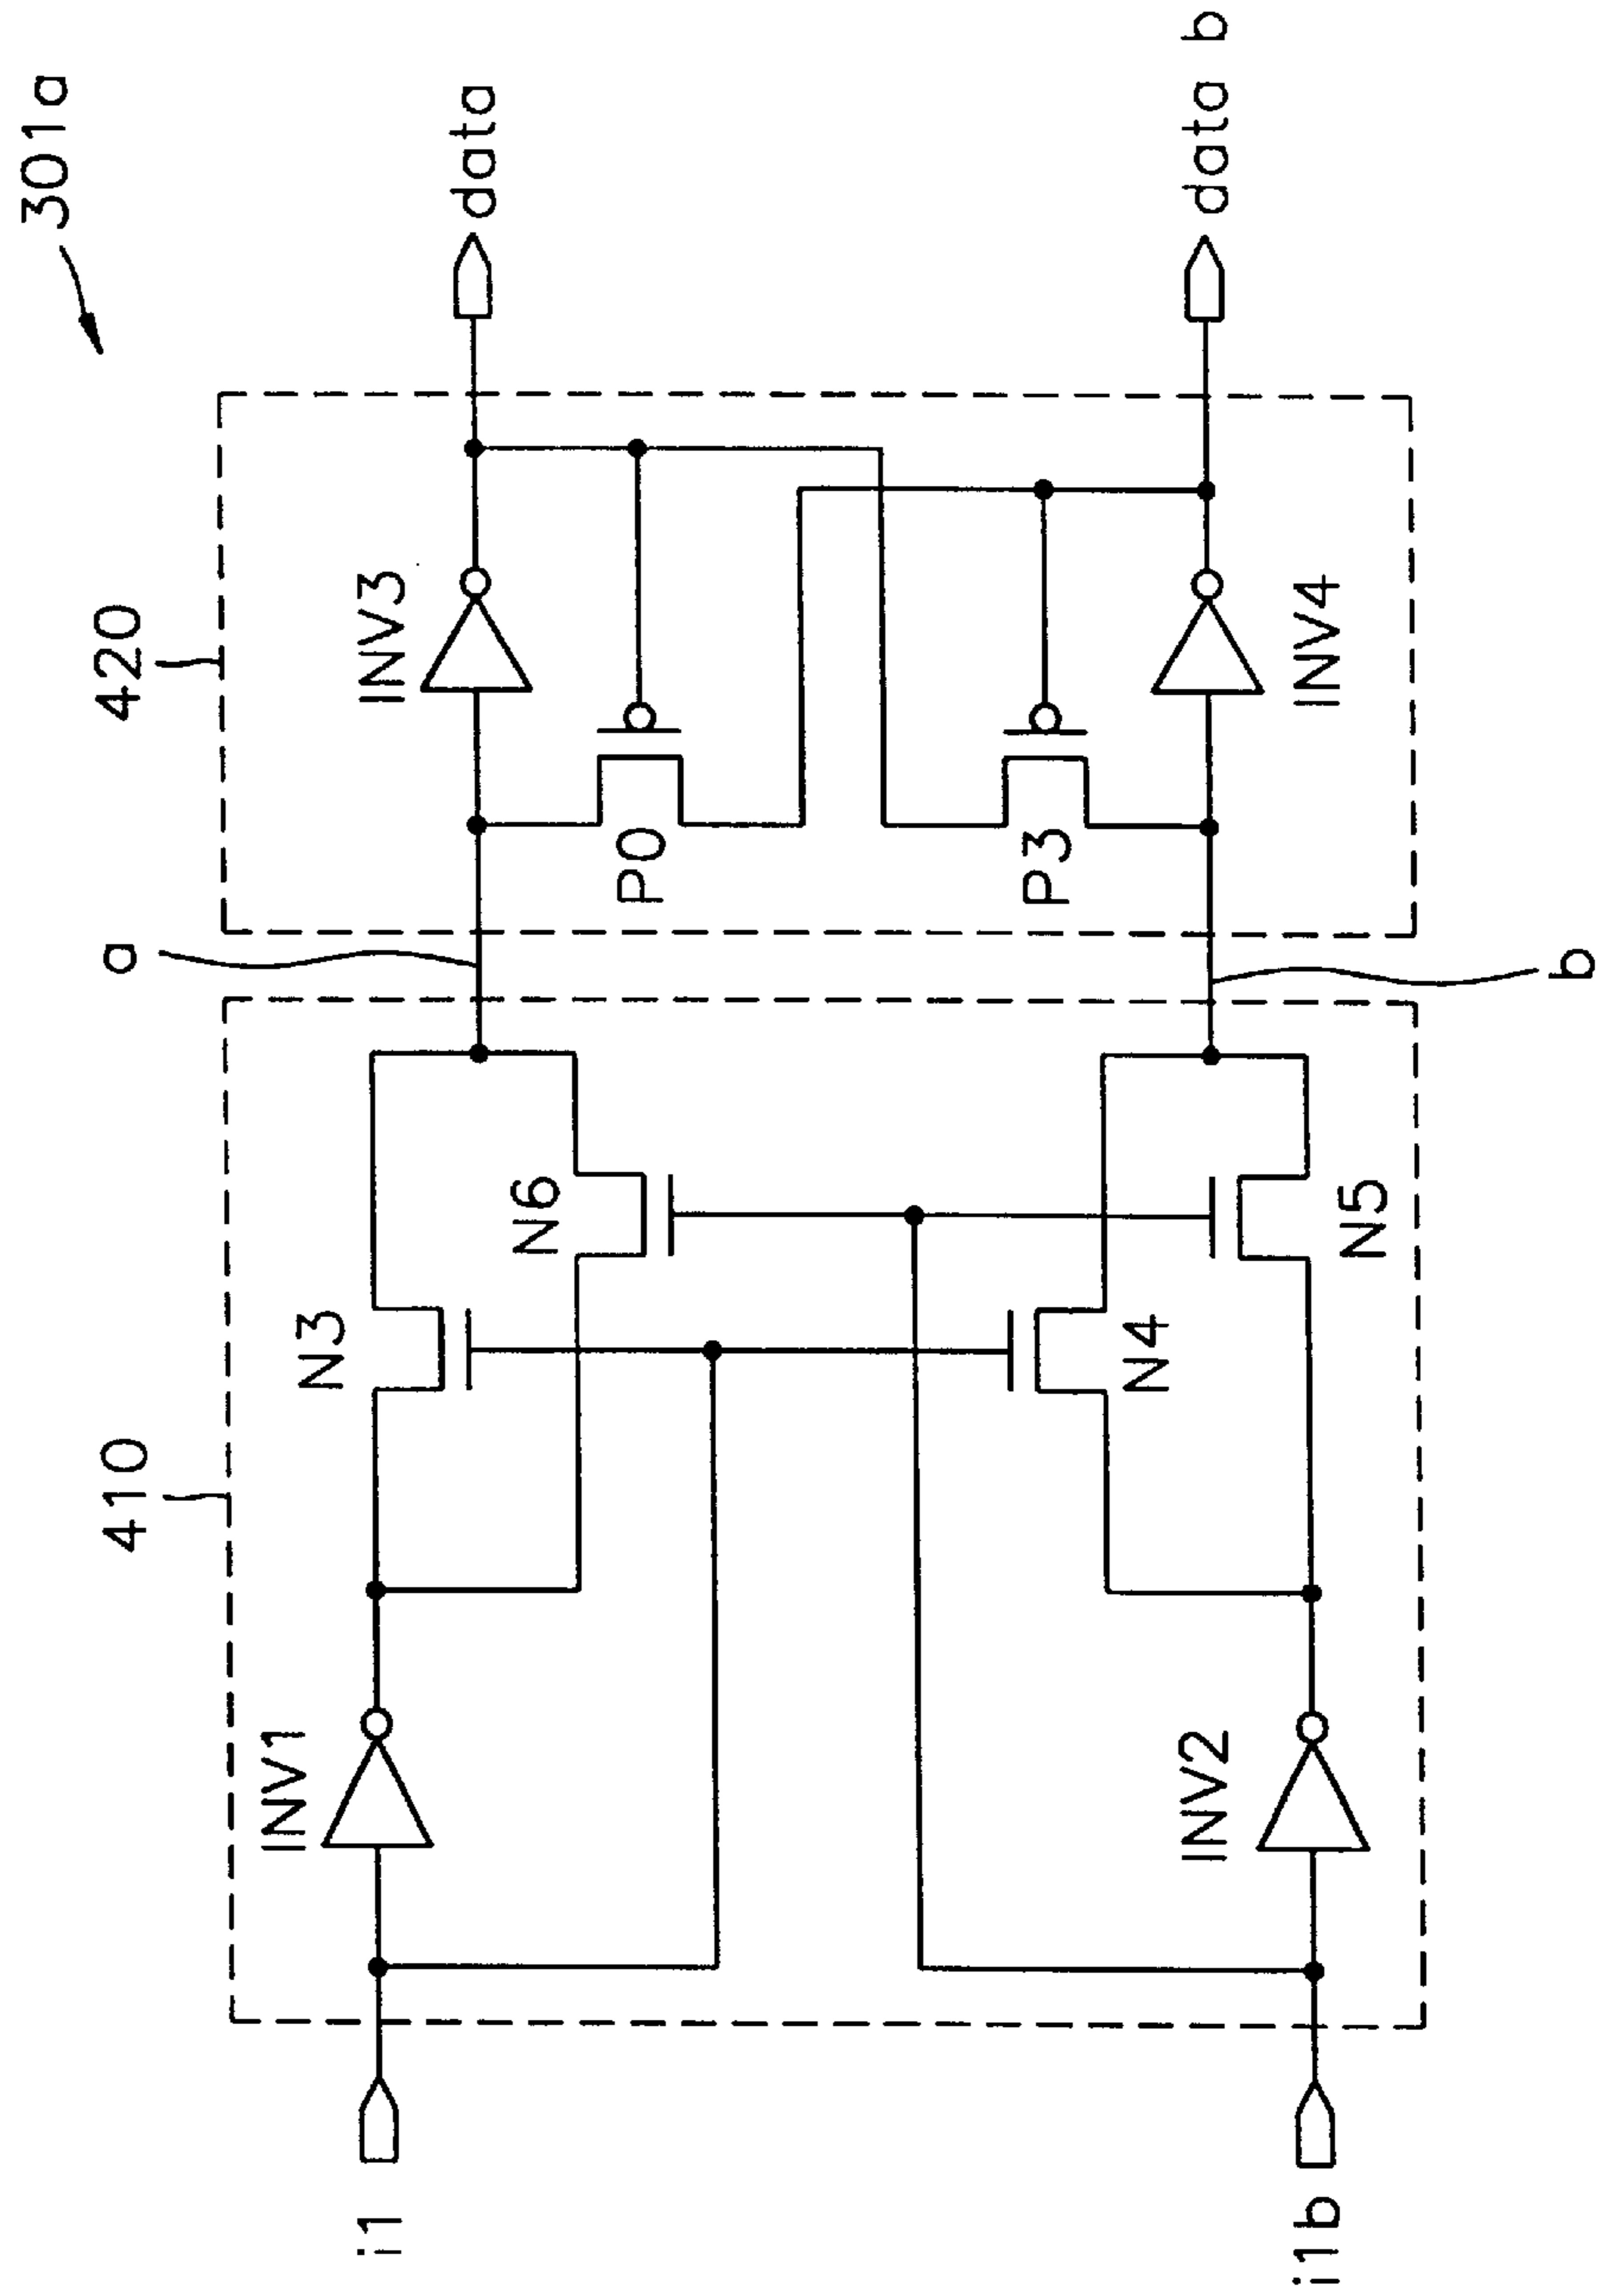 301a
410
420
a
i1
INV1
N3
N6
INV3
data
P0
P3
N4
N5
INV2
INV4
i1b
data b
b